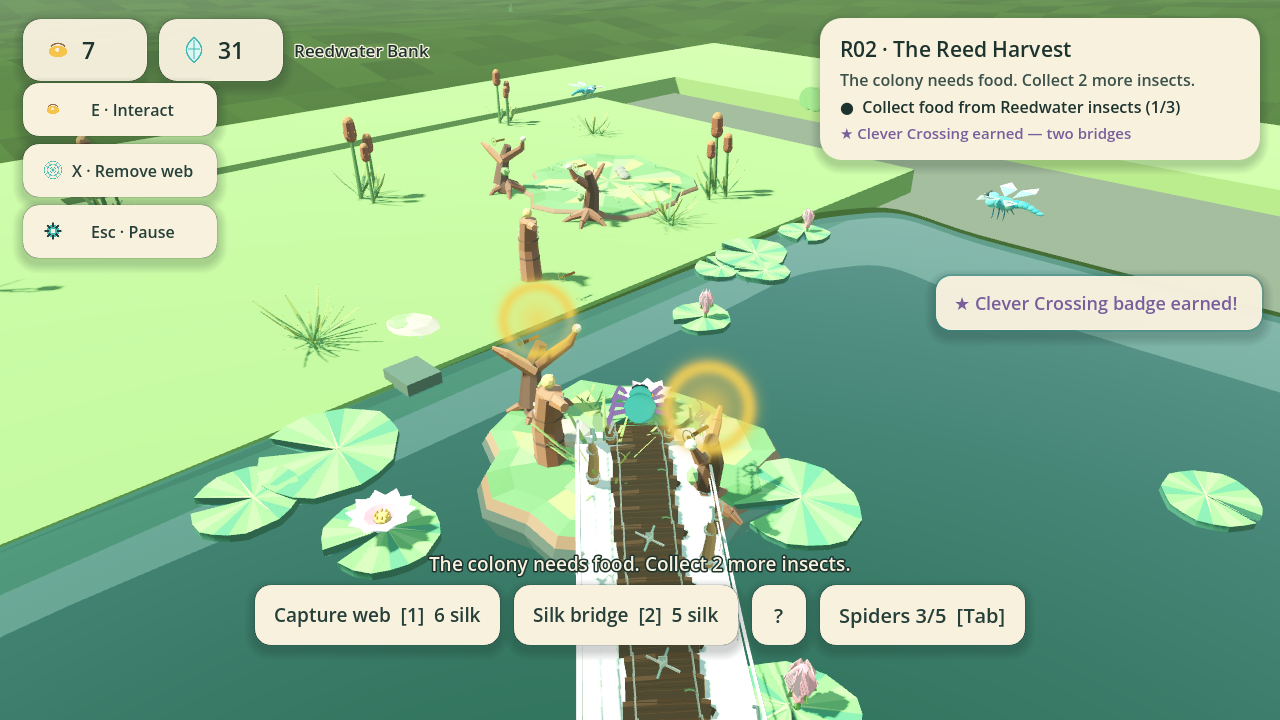 7
31
Reedwater Bank
E · Interact
X · Remove web
Esc · Pause
R02 · The Reed Harvest
The colony needs food. Collect 2 more insects.
● Collect food from Reedwater insects (1/3)
★ Clever Crossing earned — two bridges
★ Clever Crossing badge earned!
The colony needs food. Collect 2 more insects.
Capture web [1] 6 silk
Silk bridge [2] 5 silk
?
Spiders 3/5 [Tab]